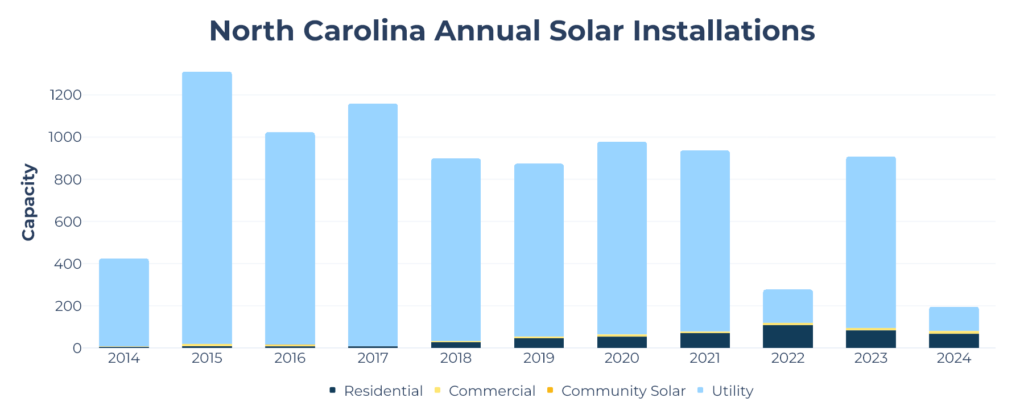 North Carolina Annual Solar Installations
Capacity
1200
1000
800
600
400
200
0
2014 2015 2016 2017 2018 2019 2020 2021 2022 2023 2024
Residential Commercial Community Solar Utility